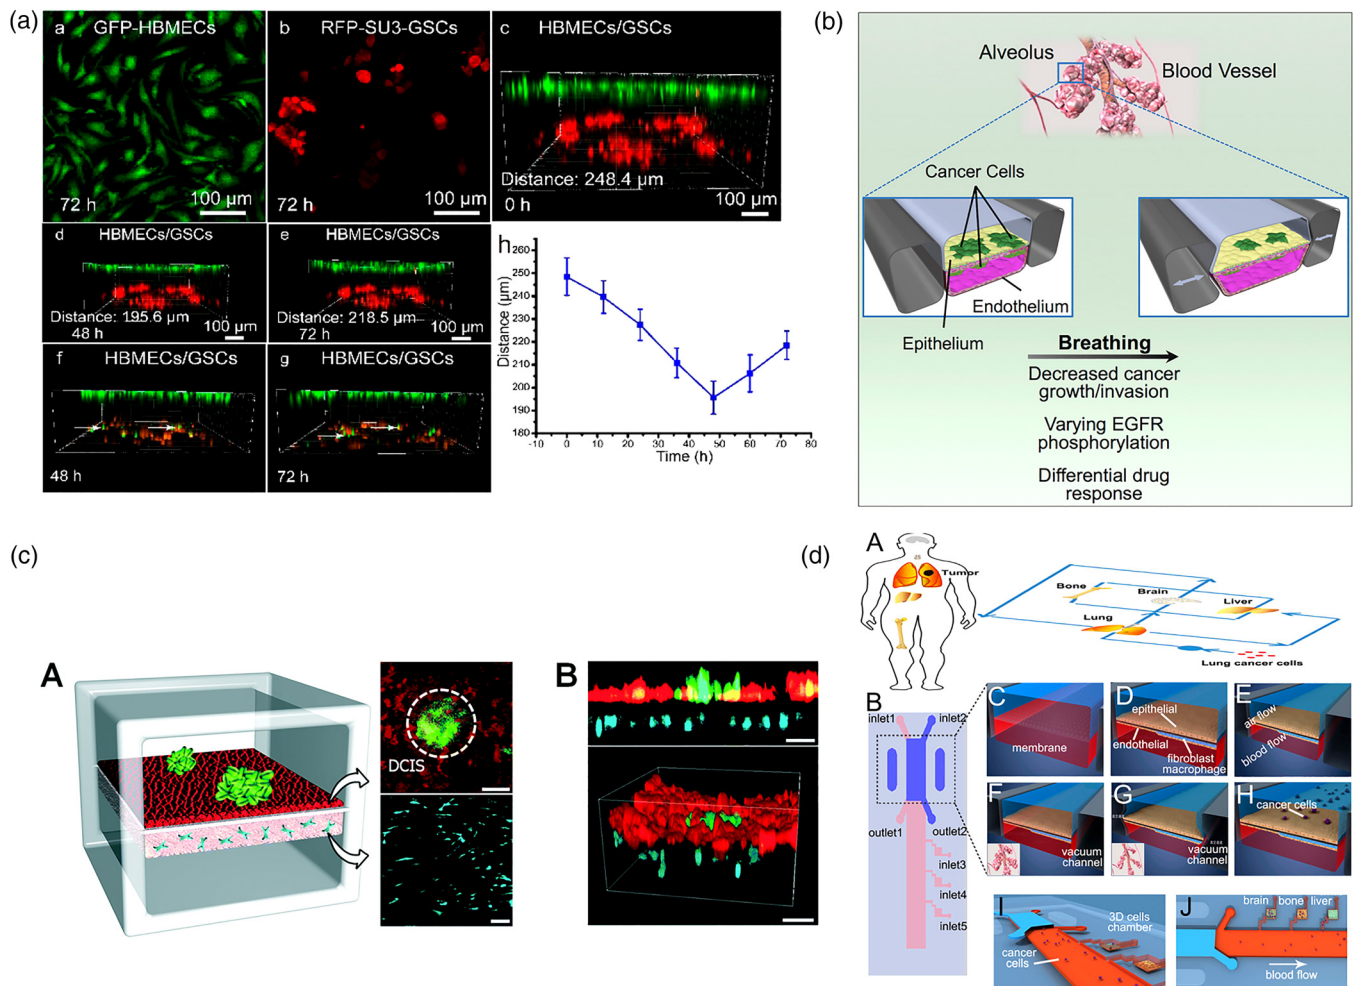 (a)
a GFP-HBMECs
72 h
100 µm
b RFP-SU3-GSCs
72 h
100 µm
c HBMECs/GSCs
Distance: 248.4 µm
0 h
100 µm
d HBMECs/GSCs
Distance: 195.6 µm
48 h
100 µm
e HBMECs/GSCs
Distance: 218.5 µm
72 h
100 µm
f HBMECs/GSCs
48 h
g HBMECs/GSCs
72 h
h
Distance (µm)
260
250
240
230
220
210
200
190
180
-10 0 10 20 30 40 50 60 70 80
Time (h)
(b)
Alveolus
Blood Vessel
Cancer Cells
Endothelium
Epithelium
Breathing
Decreased cancer
growth/invasion
Varying EGFR
phosphorylation
Differential drug
response
(c)
A
DCIS
B
(d)
A
Tumor
Bone
Brain
Liver
Lung
Lung cancer cells
B
inlet1
inlet2
outlet1
outlet2
inlet3
inlet4
inlet5
C
membrane
D
epithelial
endothelial
fibroblast
macrophage
E
air flow
blood flow
F
vacuum
channel
G
vacuum
channel
H
cancer cells
I
3D cells
chamber
cancer
cells
J
brain bone liver
blood flow